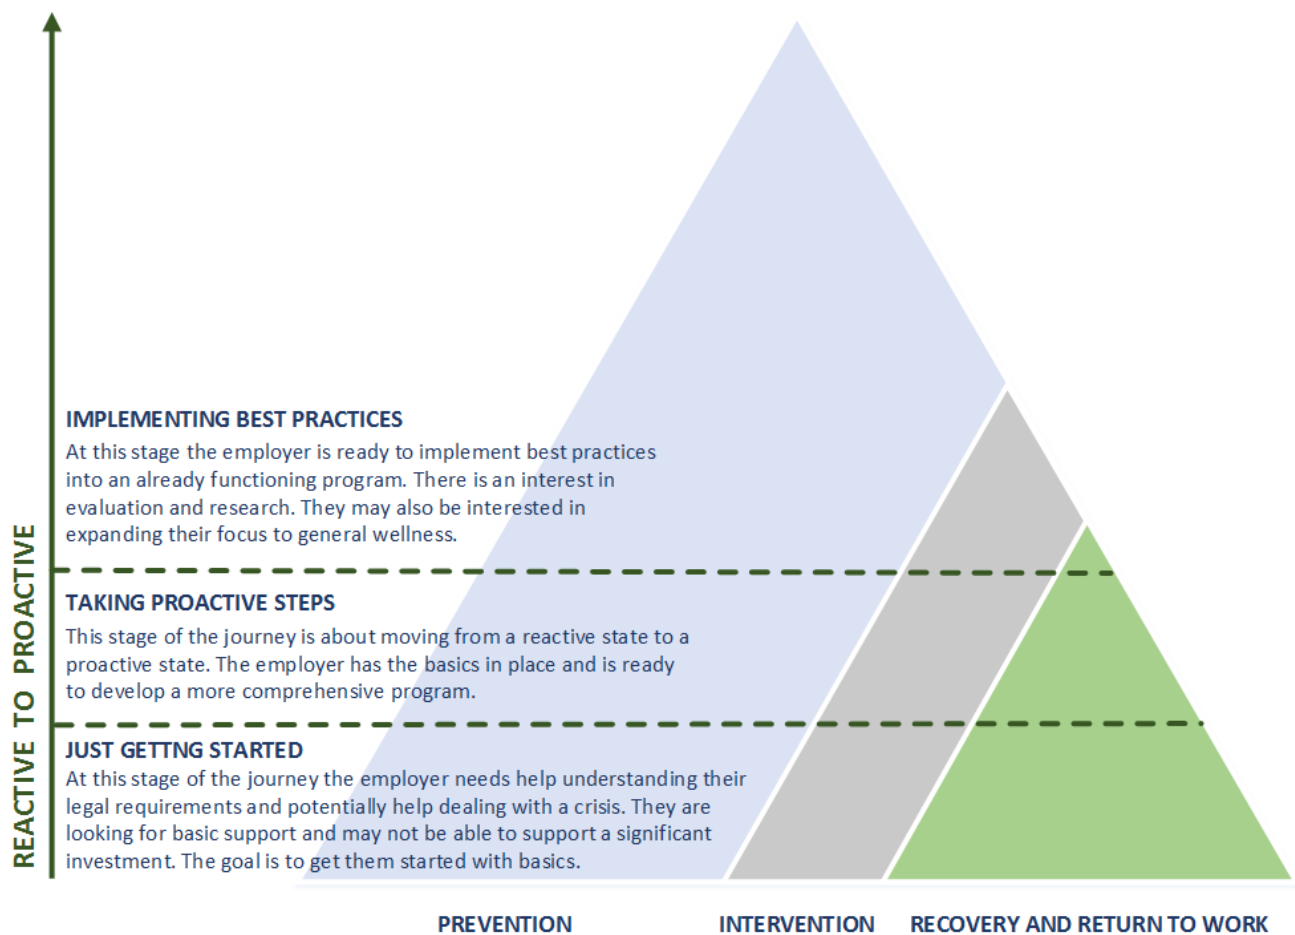 REACTIVE TO PROACTIVE
IMPLEMENTING BEST PRACTICES
At this stage the employer is ready to implement best practices
into an already functioning program. There is an interest in
evaluation and research. They may also be interested in
expanding their focus to general wellness.
TAKING PROACTIVE STEPS
This stage of the journey is about moving from a reactive state to a
proactive state. The employer has the basics in place and is ready
to develop a more comprehensive program.
JUST GETTNG STARTED
At this stage of the journey the employer needs help understanding their
legal requirements and potentially help dealing with a crisis. They are
looking for basic support and may not be able to support a significant
investment. The goal is to get them started with basics.
PREVENTION
INTERVENTION
RECOVERY AND RETURN TO WORK